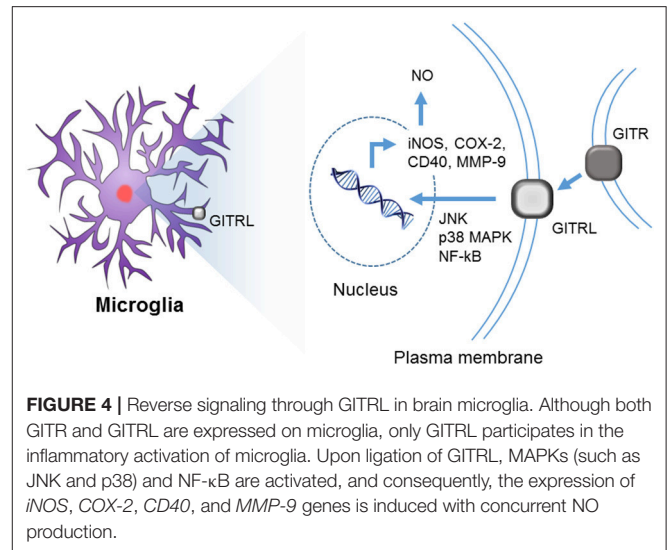 NO
iNOS, COX-2,
CD40, MMP-9
GITR
GITRL
GITRL
JNK
p38 MAPK
NF-kB
Nucleus
Microglia
Plasma membrane
FIGURE 4 | Reverse signaling through GITRL in brain microglia. Although both
GITR and GITRL are expressed on microglia, only GITRL participates in the
inflammatory activation of microglia. Upon ligation of GITRL, MAPKs (such as
JNK and p38) and NF-κB are activated, and consequently, the expression of
iNOS, COX-2, CD40, and MMP-9 genes is induced with concurrent NO
production.